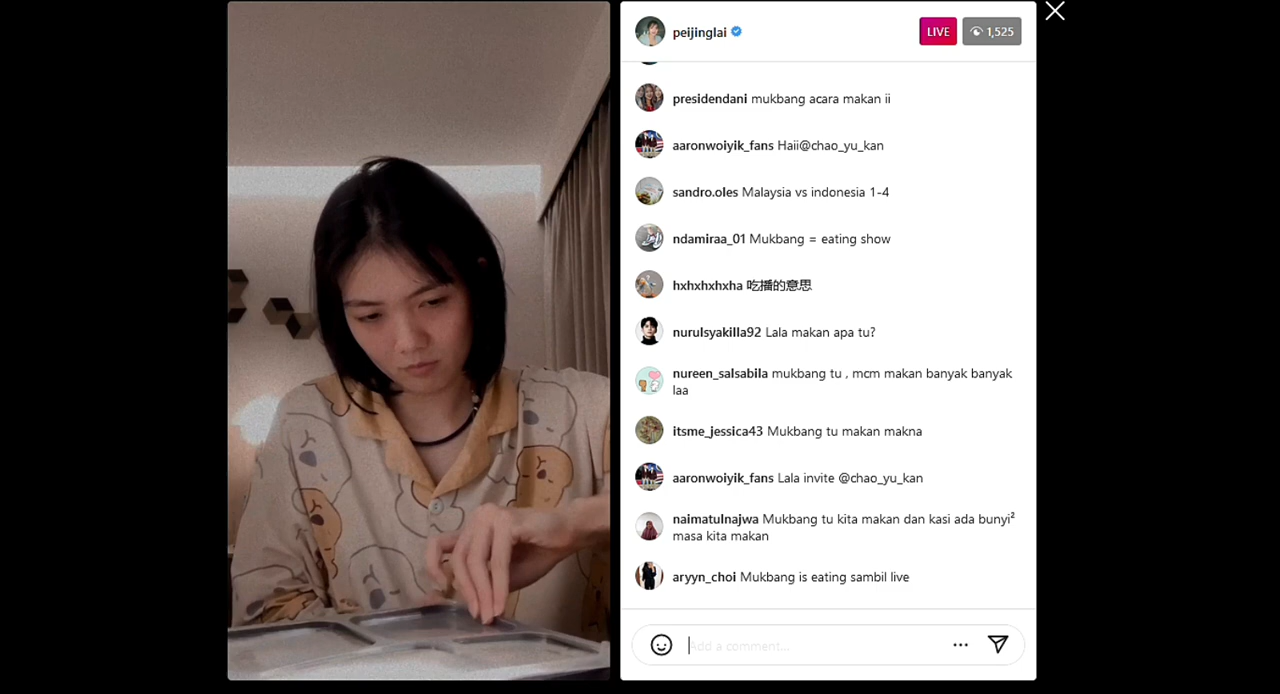 peijinglai
LIVE
1,525
presidendani mukbang acara makan ii
aaronwoiyik_fans Haii@chao_yu_kan
sandro.oles Malaysia vs indonesia 1-4
ndamiraa_01 Mukbang = eating show
hxhxhxhxha 吃播的意思
nurulsyakilla92 Lala makan apa tu?
nureen_salsabila mukbang tu , mcm makan banyak banyak
laa
itsme_jessica43 Mukbang tu makan makna
aaronwoiyik_fans Lala invite @chao_yu_kan
naimatulnajwa Mukbang tu kita makan dan kasi ada bunyi²
masa kita makan
aryyn_choi Mukbang is eating sambil live
Add a comment...